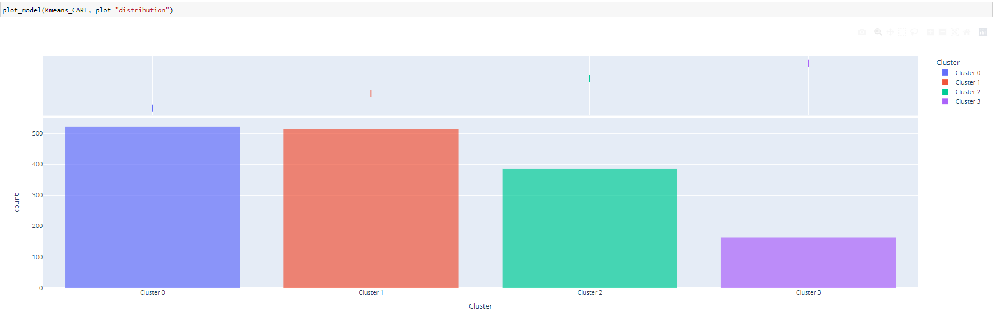 plot_model(Kmeans_CARF, plot="distribution")
Cluster
Cluster 0
Cluster 1
Cluster 2
Cluster 3
500
400
300
200
100
0
count
Cluster 0
Cluster 1
Cluster 2
Cluster 3
Cluster